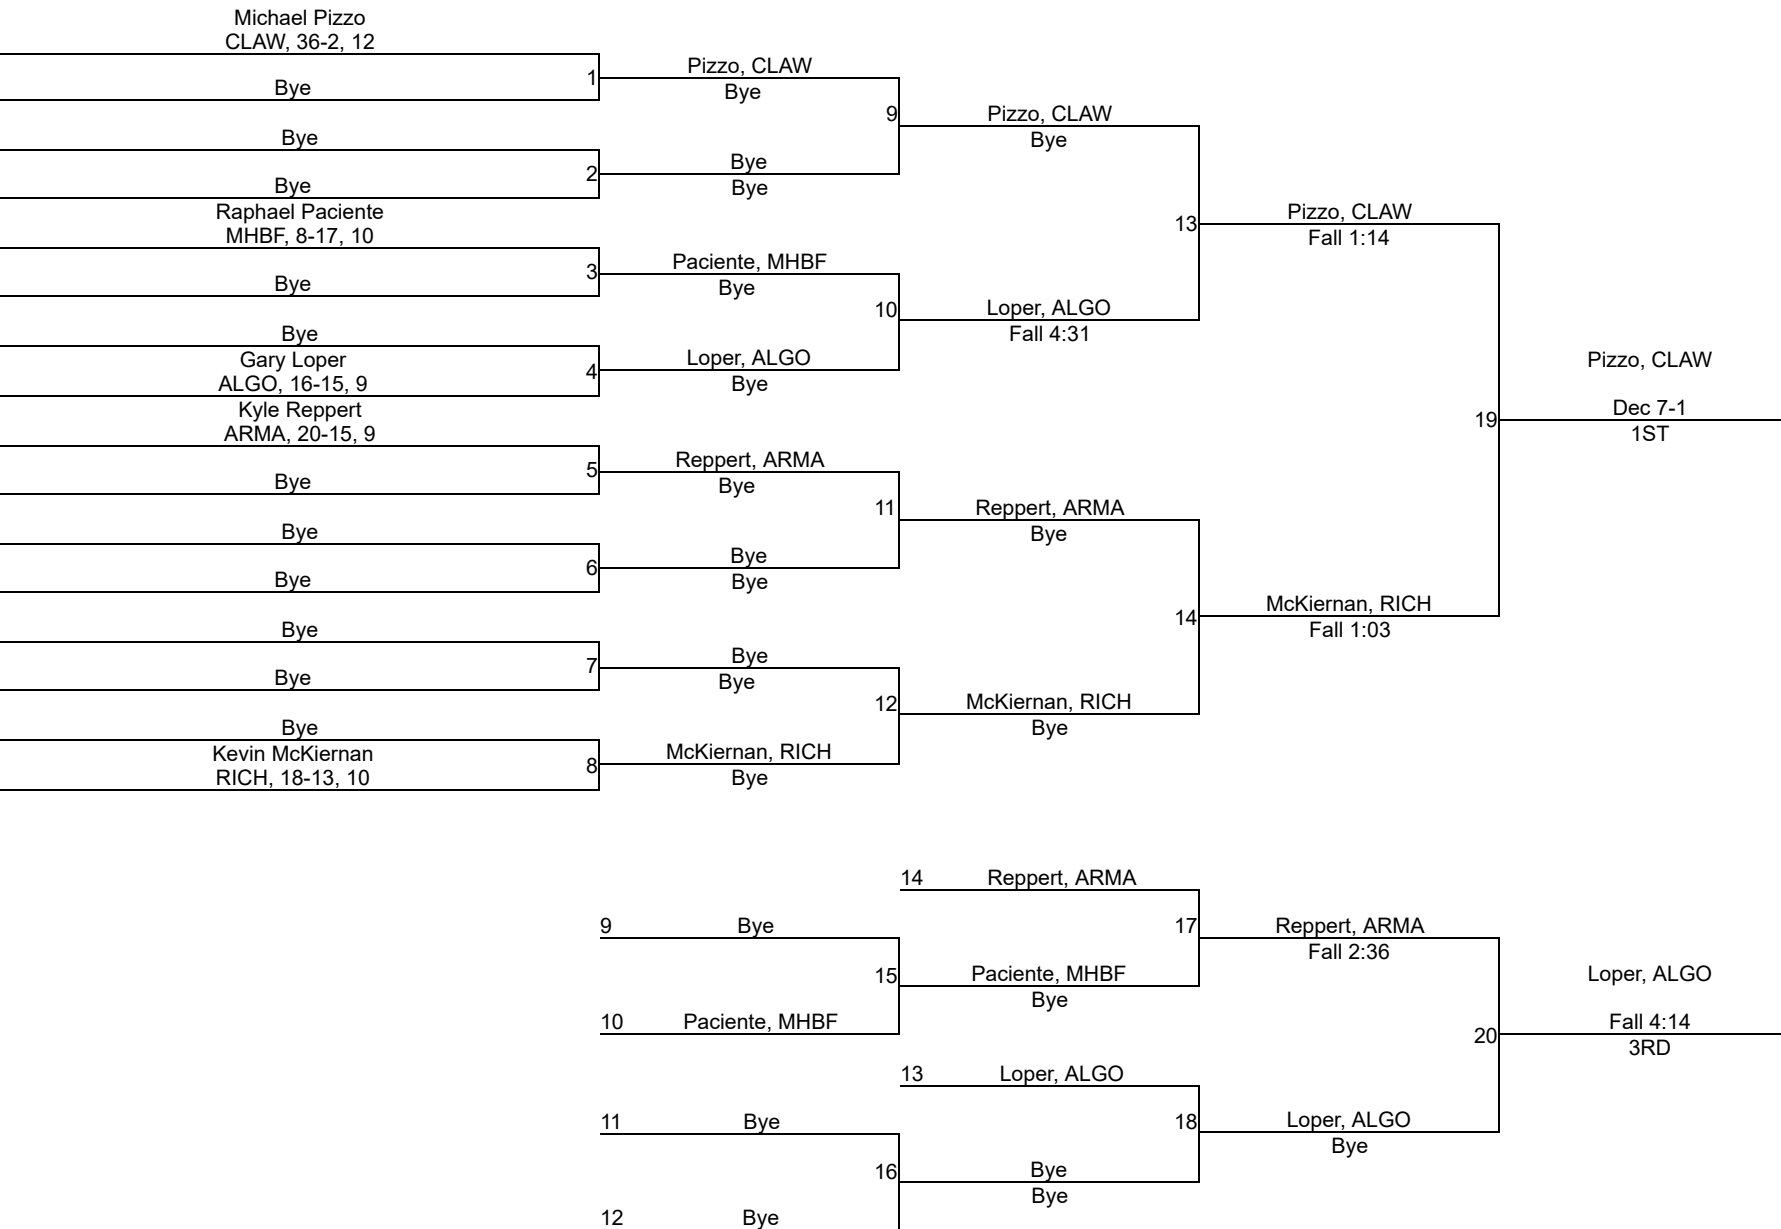 Michael Pizzo
CLAW, 36-2, 12
1
Bye
Pizzo, CLAW
Bye
9
Bye
2
Bye
Bye
Bye
Pizzo, CLAW
Bye
Raphael Paciente
MHBF, 8-17, 10
3
Bye
Paciente, MHBF
Bye
10
Bye
4
Gary Loper
ALGO, 16-15, 9
Loper, ALGO
Bye
Loper, ALGO
Fall 4:31
13
Pizzo, CLAW
Fall 1:14
Kyle Reppert
ARMA, 20-15, 9
5
Bye
Reppert, ARMA
Bye
11
Bye
6
Bye
Bye
Bye
Reppert, ARMA
Bye
Bye
7
Bye
Bye
Bye
12
Bye
8
Kevin McKiernan
RICH, 18-13, 10
McKiernan, RICH
Bye
McKiernan, RICH
Bye
14
McKiernan, RICH
Fall 1:03
19
Pizzo, CLAW
Dec 7-1
1ST
14 Reppert, ARMA
9 Bye
15
10 Paciente, MHBF
Paciente, MHBF
Bye
17
Reppert, ARMA
Fall 2:36
13 Loper, ALGO
11 Bye
16
12 Bye
Bye
Bye
18
Loper, ALGO
Bye
20
Loper, ALGO
Fall 4:14
3RD